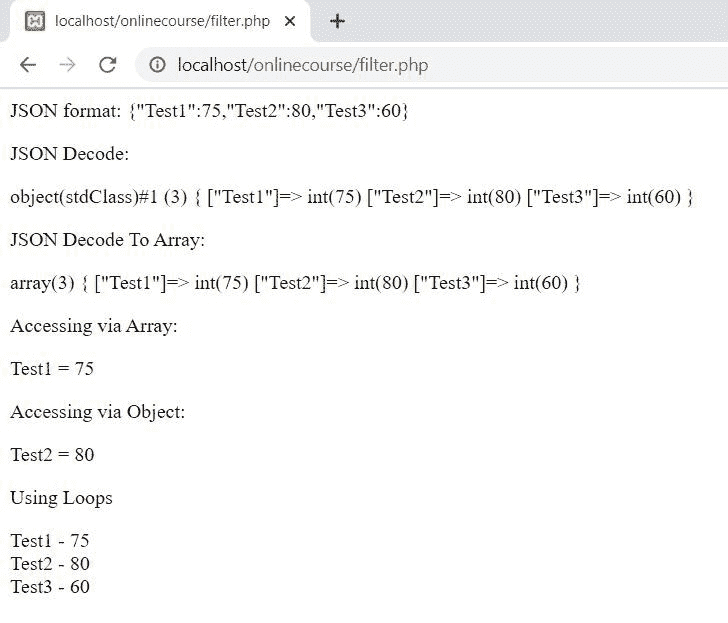 localhost/onlinecourse/filter.php
localhost/onlinecourse/filter.php
JSON format: {"Test1":75,"Test2":80,"Test3":60}
JSON Decode:
object(stdClass)#1 (3) { ["Test1"]=> int(75) ["Test2"]=> int(80) ["Test3"]=> int(60) }
JSON Decode To Array:
array(3) { ["Test1"]=> int(75) ["Test2"]=> int(80) ["Test3"]=> int(60) }
Accessing via Array:
Test1 = 75
Accessing via Object:
Test2 = 80
Using Loops
Test1 - 75
Test2 - 80
Test3 - 60